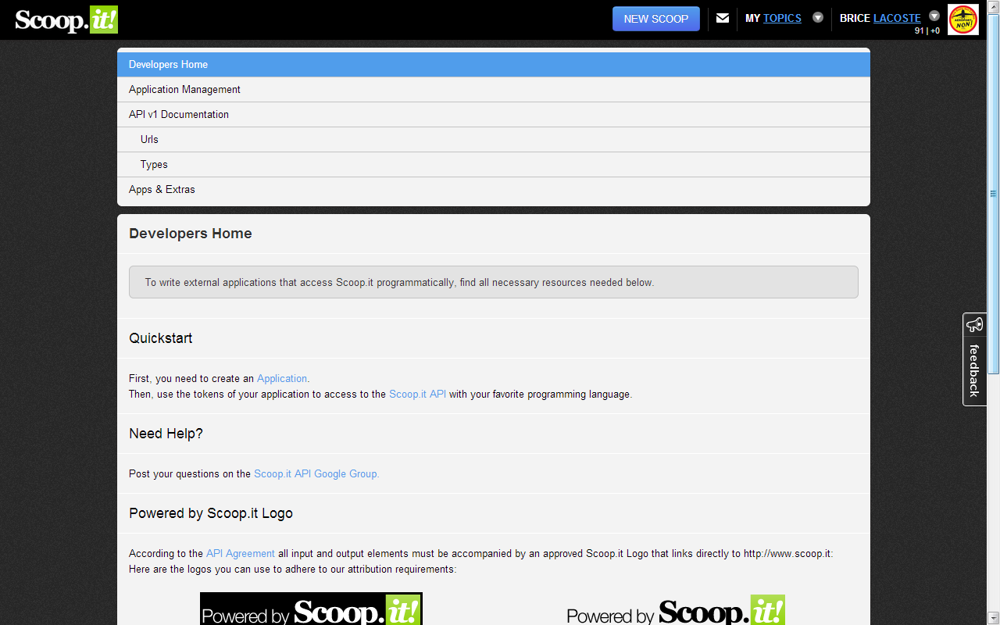 Scoop.it!
NEW SCOOP
MY TOPICS
BRICE LACOSTE
91 | +0
NON!
Developers Home
Application Management
API v1 Documentation
Urls
Types
Apps & Extras
Developers Home
To write external applications that access Scoop.it programmatically, find all necessary resources needed below.
Quickstart
First, you need to create an Application.
Then, use the tokens of your application to access to the Scoop.it API with your favorite programming language.
Need Help?
Post your questions on the Scoop.it API Google Group.
Powered by Scoop.it Logo
According to the API Agreement all input and output elements must be accompanied by an approved Scoop.it Logo that links directly to http://www.scoop.it:
Here are the logos you can use to adhere to our attribution requirements:
Powered by Scoop.it!
Powered by Scoop.it!
feedback